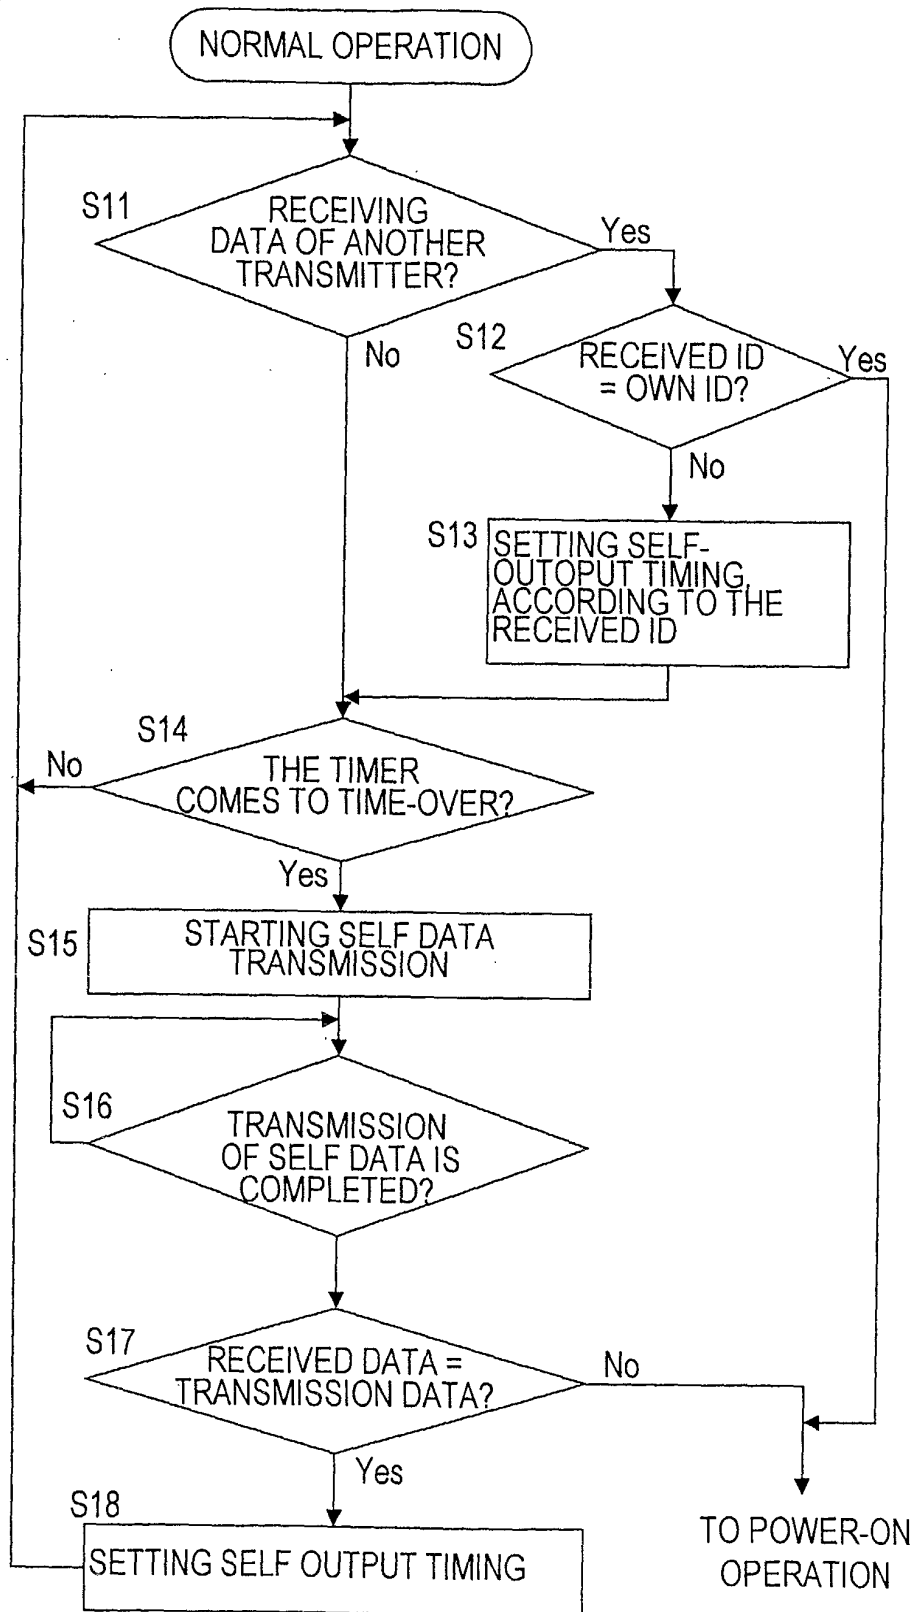 NORMAL OPERATION
S11
RECEIVING
DATA OF ANOTHER
TRANSMITTER?
Yes
No
S12
RECEIVED ID
= OWN ID?
Yes
No
S13
SETTING SELF-
OUTOPUT TIMING,
ACCORDING TO THE
RECEIVED ID
S14
No
THE TIMER
COMES TO TIME-OVER?
Yes
S15
STARTING SELF DATA
TRANSMISSION
S16
TRANSMISSION
OF SELF DATA IS
COMPLETED?
S17
RECEIVED DATA =
TRANSMISSION DATA?
No
Yes
S18
SETTING SELF OUTPUT TIMING
TO POWER-ON
OPERATION